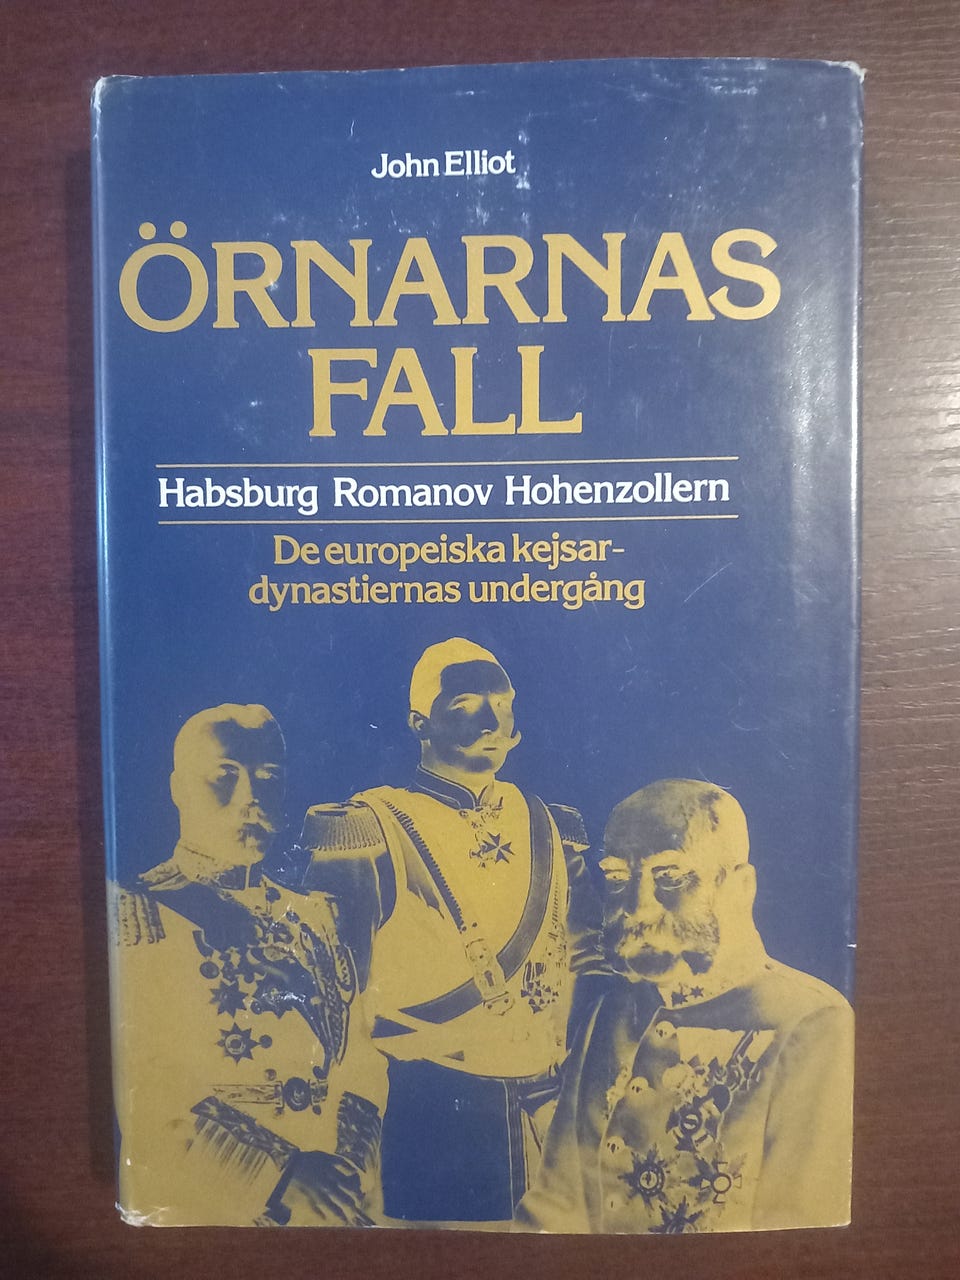 John Elliot
ÖRNARNAS
FALL
Habsburg Romanov Hohenzollern
De europeiska kejsar-
dynastiernas undergång